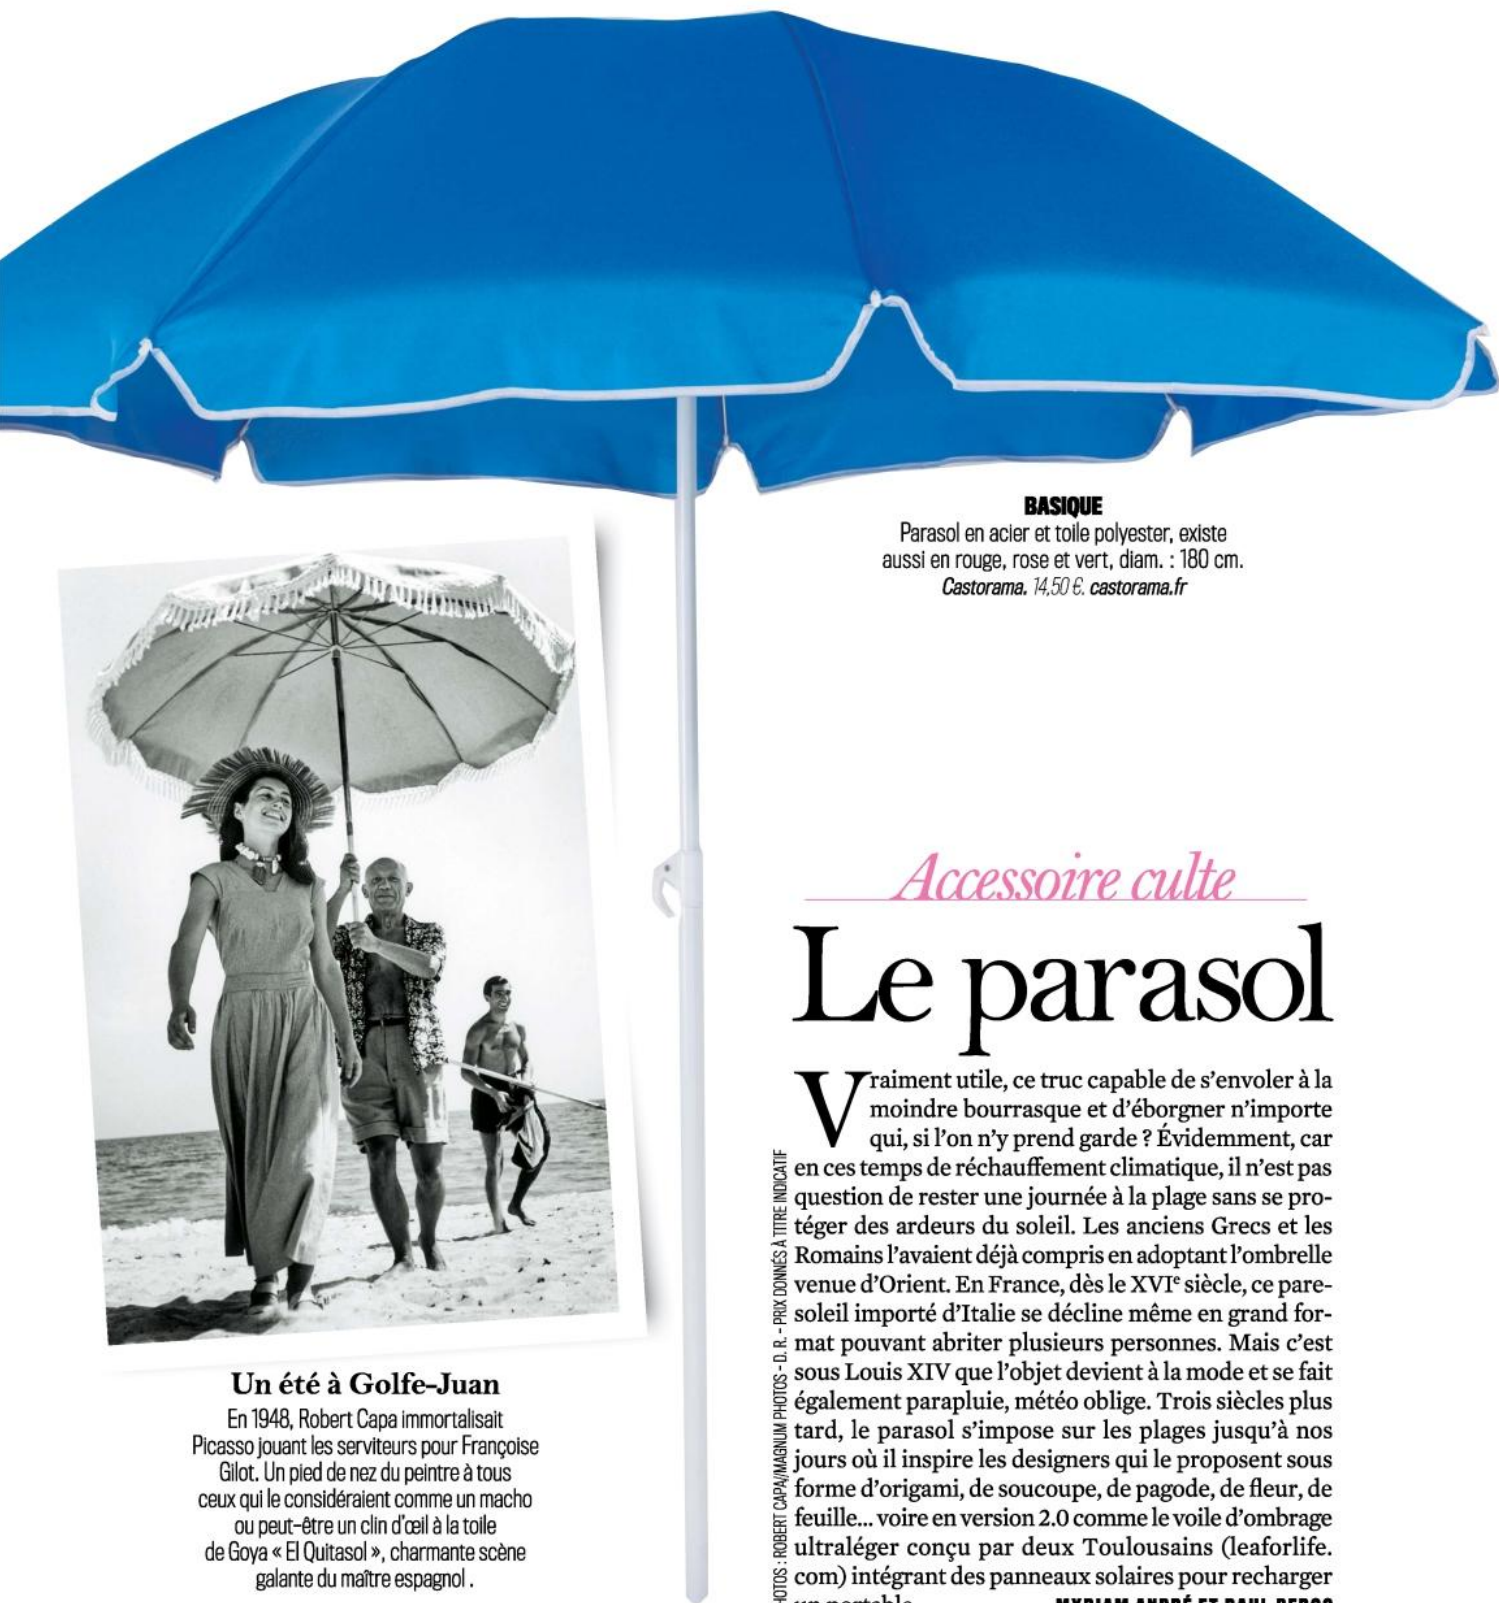 BASIQUE
Parasol en acier et toile polyester, existe
aussi en rouge, rose et vert, diam. : 180 cm.
Castorama. 14,50 €. castorama.fr
Un été à Golfe-Juan
En 1948, Robert Capa immortalisait
Picasso jouant les serviteurs pour Françoise
Gilot. Un pied de nez du peintre à tous
ceux qui le considéraient comme un macho
ou peut-être un clin d’œil à la toile
de Goya « El Quitasol », charmante scène
galante du maître espagnol .
Accessoire culte
Le parasol
Vraiment utile, ce truc capable de s’envoler à la
moindre bourrasque et d’éborgner n’importe
qui, si l’on n’y prend garde ? Évidemment, car
en ces temps de réchauffement climatique, il n’est pas
question de rester une journée à la plage sans se pro-
téger des ardeurs du soleil. Les anciens Grecs et les
Romains l’avaient déjà compris en adoptant l’ombrelle
venue d’Orient. En France, dès le XVIe siècle, ce pare-
soleil importé d’Italie se décline même en grand for-
mat pouvant abriter plusieurs personnes. Mais c’est
sous Louis XIV que l’objet devient à la mode et se fait
également parapluie, météo oblige. Trois siècles plus
tard, le parasol s’impose sur les plages jusqu’à nos
jours où il inspire les designers qui le proposent sous
forme d’origami, de soucoupe, de pagode, de fleur, de
feuille... voire en version 2.0 comme le voile d’ombrage
ultraléger conçu par deux Toulousains (leaforlife.
com) intégrant des panneaux solaires pour recharger
un portable. MYRIAM ANDRÉ ET PAUL
HOTOS : ROBERT CAPA/MAGNUM PHOTOS - D. R. - PRIX DONNÉS À TITRE INDICATIF